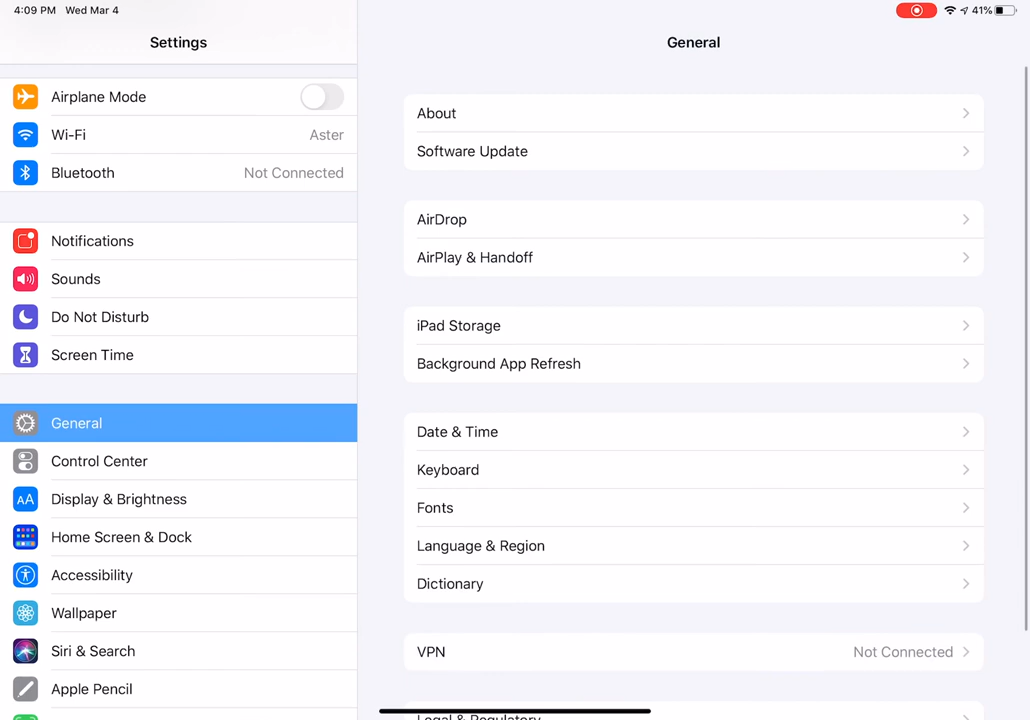 4:09 PM Wed Mar 4
41%
Settings
General
Airplane Mode
Wi-Fi Aster
Bluetooth Not Connected
Notifications
Sounds
Do Not Disturb
Screen Time
General
Control Center
AA Display & Brightness
Home Screen & Dock
Accessibility
Wallpaper
Siri & Search
Apple Pencil
About
Software Update
AirDrop
AirPlay & Handoff
iPad Storage
Background App Refresh
Date & Time
Keyboard
Fonts
Language & Region
Dictionary
VPN Not Connected
Legal & Regulatory